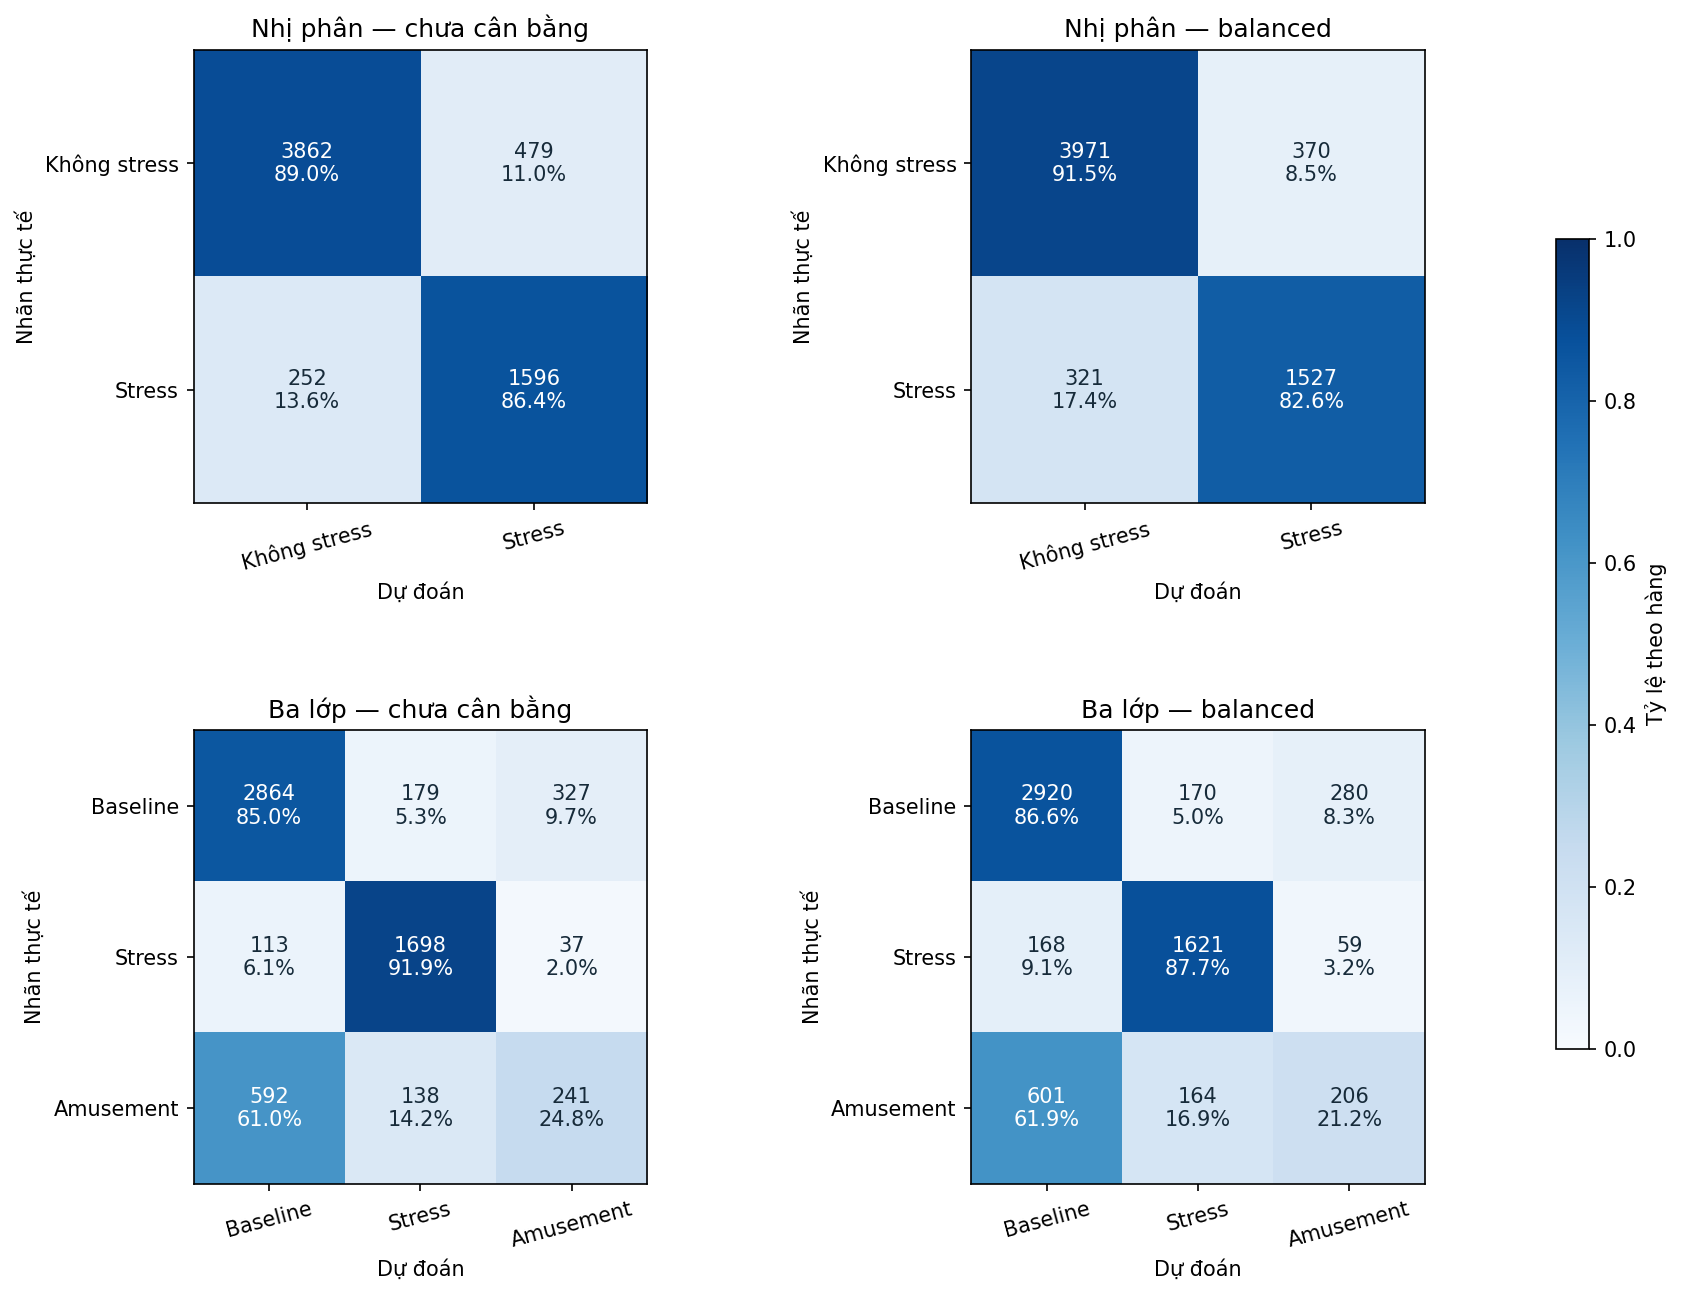 Nhị phân — chưa cân bằng
Nhãn thực tế
Không stress
3862
89.0%
479
11.0%
Stress
252
13.6%
1596
86.4%
Không stress
Stress
Dự đoán
Nhị phân — balanced
Nhãn thực tế
Không stress
3971
91.5%
370
8.5%
Stress
321
17.4%
1527
82.6%
Không stress
Stress
Dự đoán
Ba lớp — chưa cân bằng
Nhãn thực tế
Baseline
2864
85.0%
179
5.3%
327
9.7%
Stress
113
6.1%
1698
91.9%
37
2.0%
Amusement
592
61.0%
138
14.2%
241
24.8%
Baseline
Stress
Amusement
Dự đoán
Ba lớp — balanced
Nhãn thực tế
Baseline
2920
86.6%
170
5.0%
280
8.3%
Stress
168
9.1%
1621
87.7%
59
3.2%
Amusement
601
61.9%
164
16.9%
206
21.2%
Baseline
Stress
Amusement
Dự đoán
1.0
0.8
0.6
0.4
0.2
0.0
Tỷ lệ theo hàng